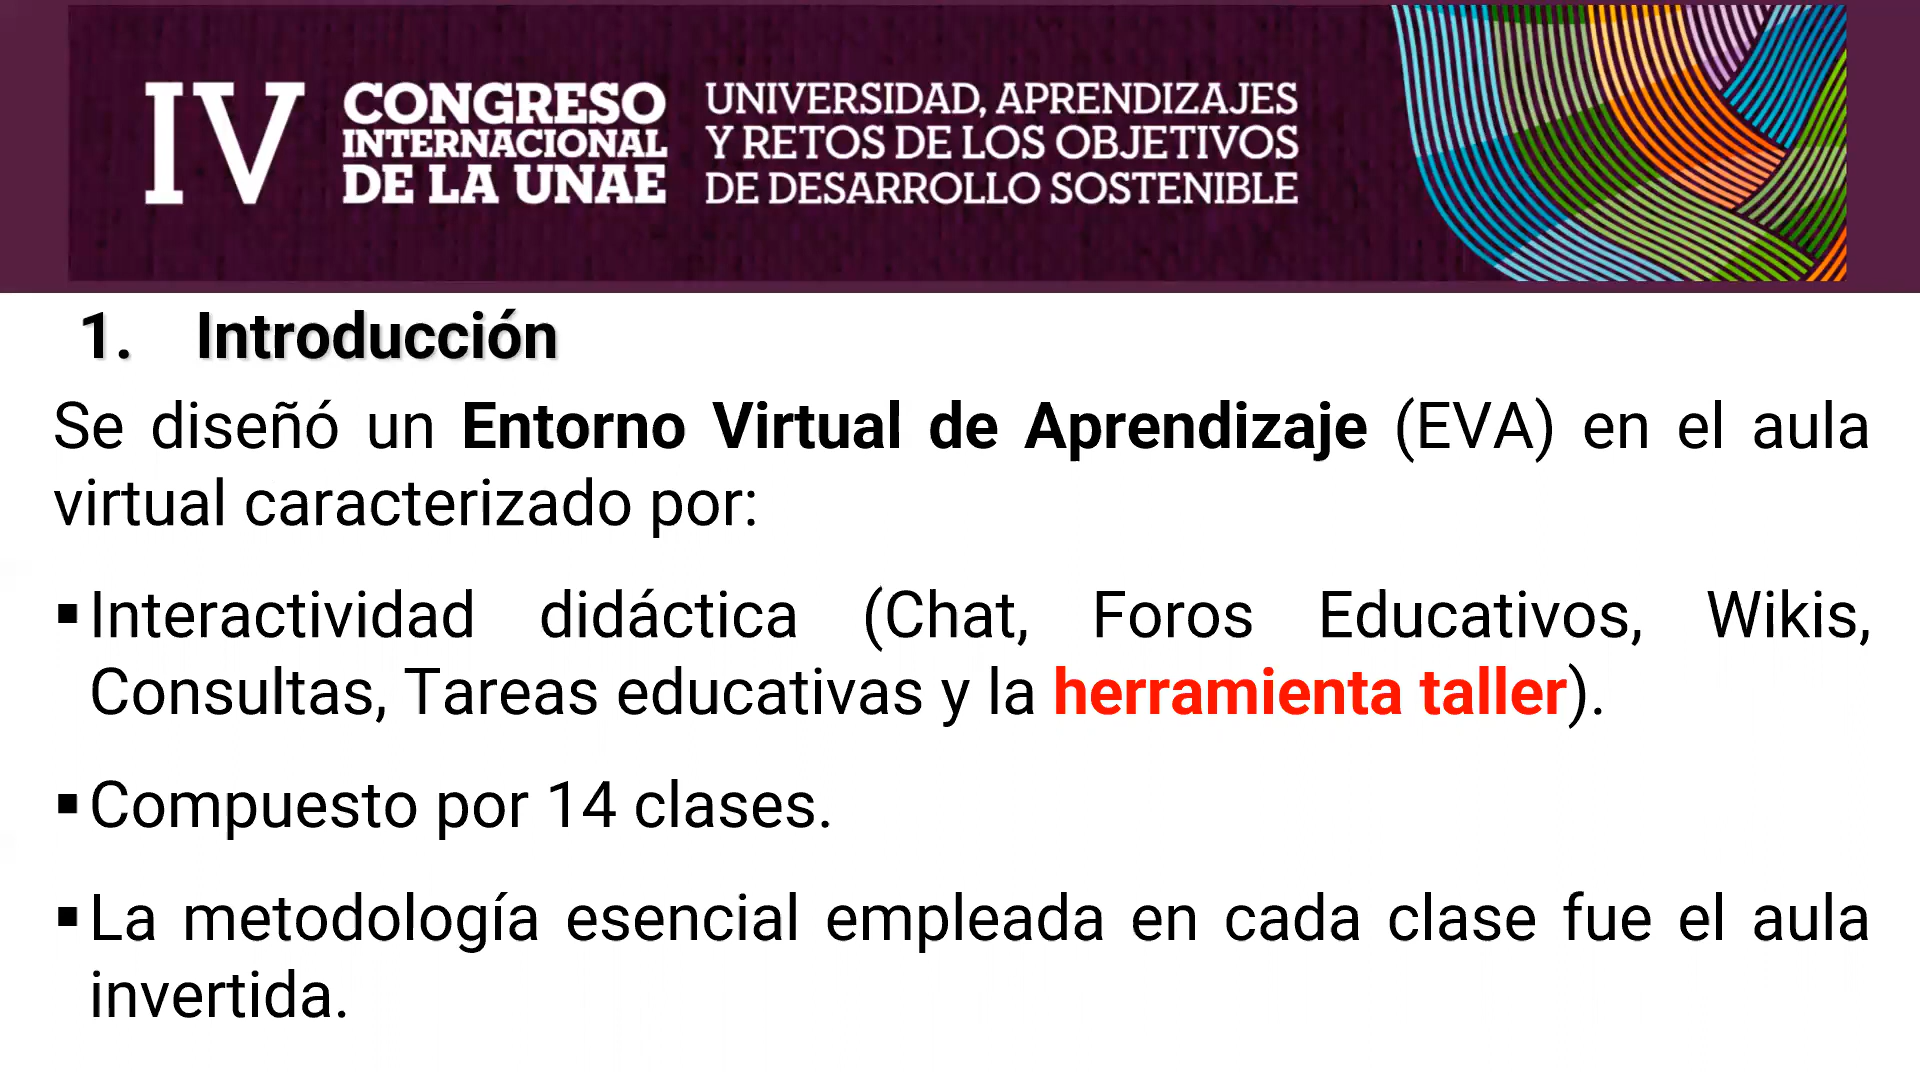 IV CONGRESO INTERNACIONAL DE LA UNAE
UNIVERSIDAD, APRENDIZAJES
Y RETOS DE LOS OBJETIVOS
DE DESARROLLO SOSTENIBLE
1. Introducción
Se diseñó un Entorno Virtual de Aprendizaje (EVA) en el aula
virtual caracterizado por:
▪Interactividad didáctica (Chat, Foros Educativos, Wikis,
Consultas, Tareas educativas y la herramienta taller).
▪Compuesto por 14 clases.
▪La metodología esencial empleada en cada clase fue el aula
invertida.